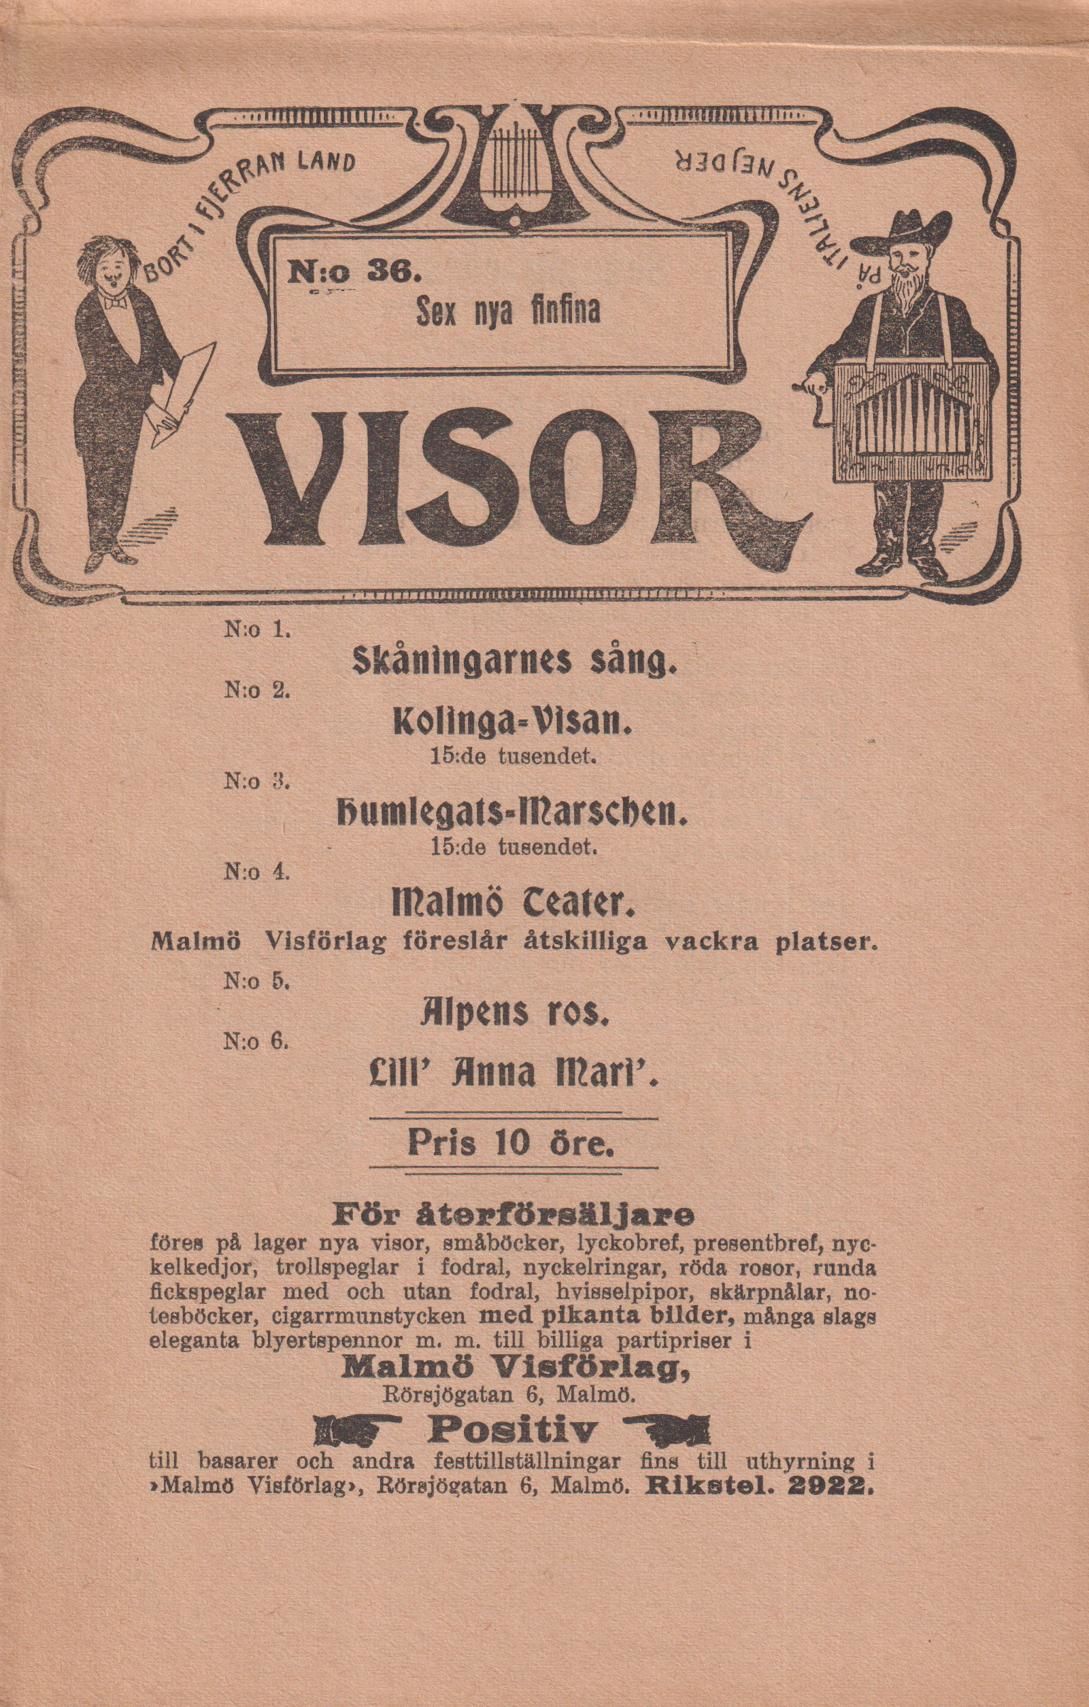 BORT I FJERRAN LAND
PÅ ITALIENS NEJDER
N:o 36.
Sex nya finfina
VISOR
N:o 1.
Skåningarnes sång.
N:o 2.
Kolinga-Visan.
15:de tusendet.
N:o 3.
Humlegats-Marschen.
15:de tusendet.
N:o 4.
Malmö Teater.
Malmö Visförlag föreslår åtskilliga vackra platser.
N:o 5.
Alpens ros.
N:o 6.
Lill' Anna Mari'.
Pris 10 öre.
För återförsäljare
föres på lager nya visor, småböcker, lyckobref, presentbref, nyc-
kelkedjor, trollspeglar i fodral, nyckelringar, röda rosor, runda
fickspeglar med och utan fodral, hvisselpipor, skärpnålar, no-
tesböcker, cigarrmunstycken med pikanta bilder, många slags
eleganta blyertspennor m. m. till billiga partipriser i
Malmö Visförlag,
Rörsjögatan 6, Malmö.
Positiv
till basarer och andra festtillställningar fins till uthyrning i
›Malmö Visförlag›, Rörsjögatan 6, Malmö. Rikstel. 2922.